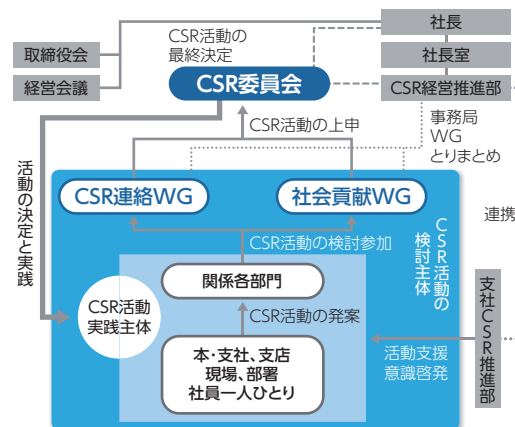 社長
CSR活動の
最終決定
取締役会
社長室
経営会議
CSR委員会
CSR経営推進部
CSR活動の上申
事務局
WG
とりまとめ
活動の決定と実践
CSR連絡WG
社会貢献WG
連携
CSR活動の
検討主体
CSR活動の検討参加
関係各部門
CSR活動
実践主体
CSR活動の発案
支社CSR推進部
本・支社、支店
現場、部署
社員一人ひとり
活動支援
意識啓発